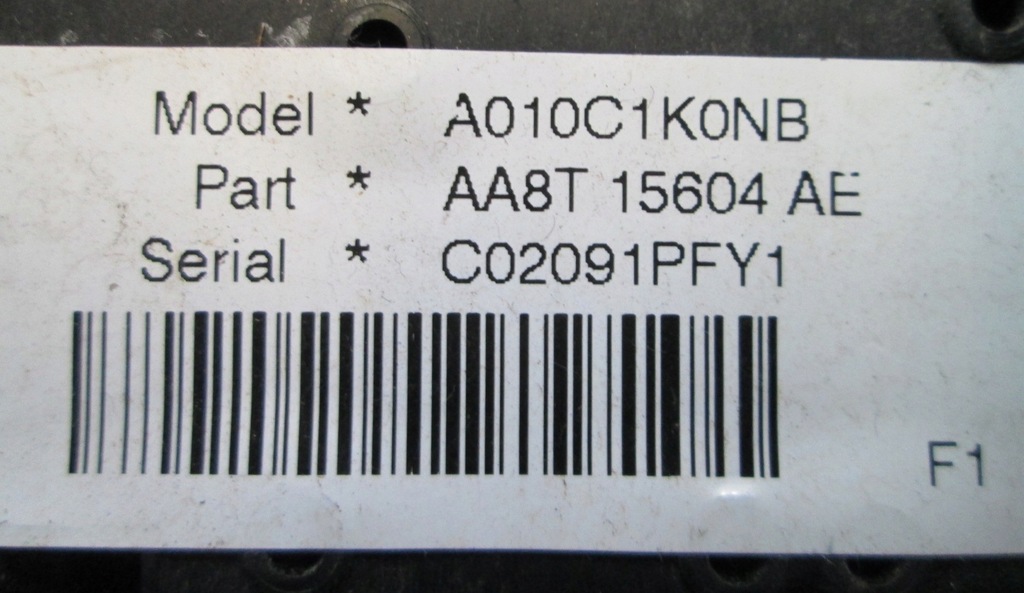 Model * A010C1K0NB
Part * AA8T 15604 AE
Serial * C02091PFY1
F1